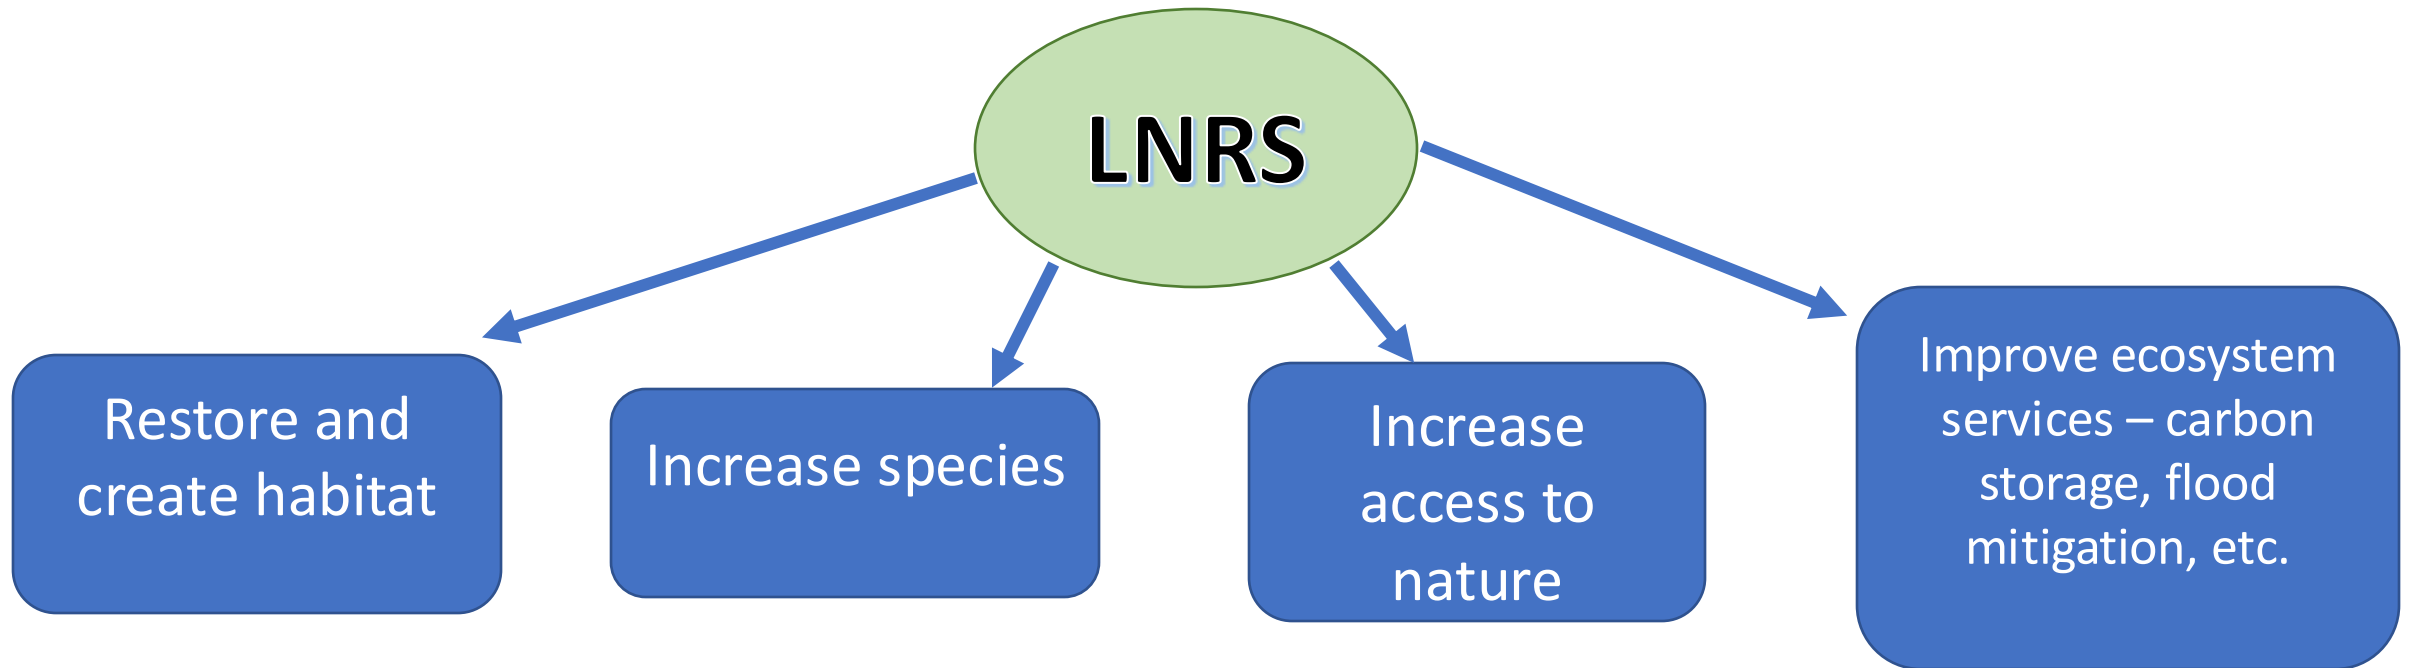 LNRS
Restore and
create habitat
Increase species
Increase
access to
nature
Improve ecosystem
services – carbon
storage, flood
mitigation, etc.